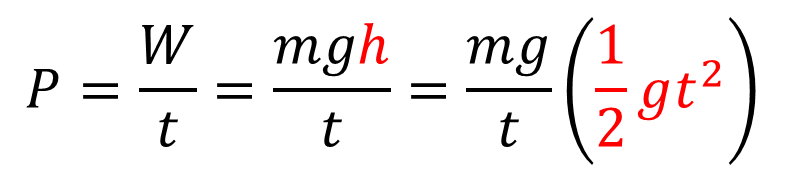 P = W/t = mgh/t = mg/t (1/2 gt²)